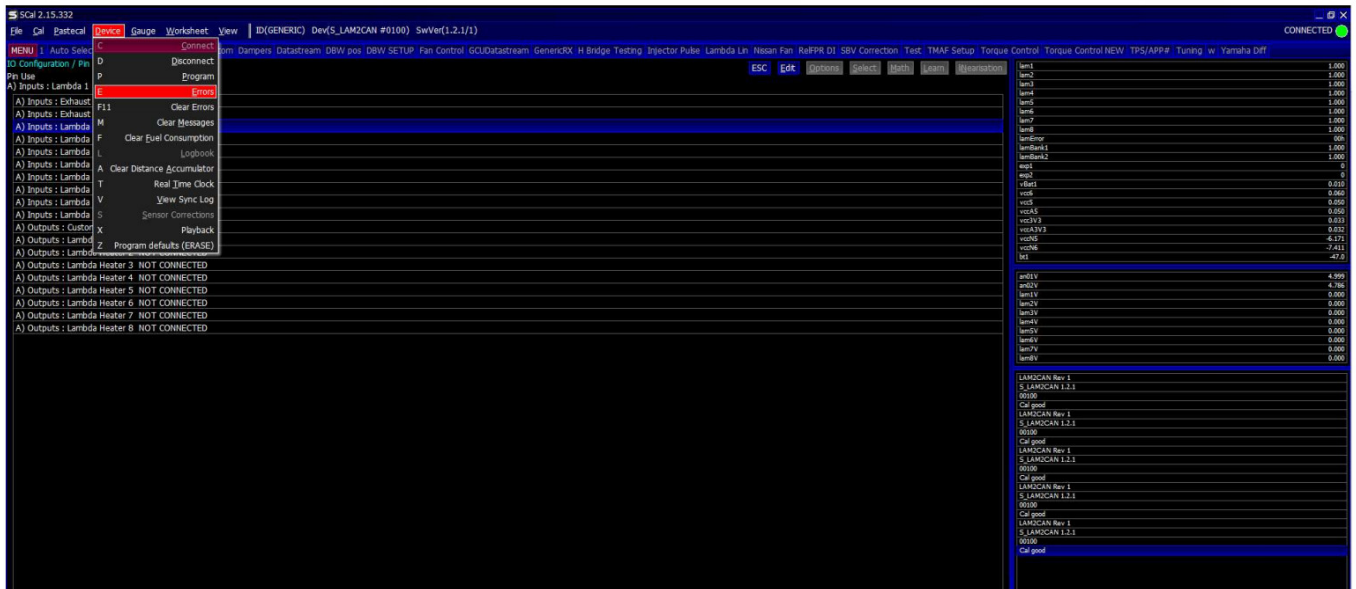 SCal 2.15.332
File Cal Pastecal Device Gauge Worksheet View ID(GENERIC) Dev(S_LAM2CAN #0100) SwVer(1.2.1/1) CONNECTED
MENU 1 Auto Selec om Dampers Datastream DBW pos DBW SETUP Fan Control GCUDatastream GenericRX H Bridge Testing Injector Pulse Lambda Lin Nissan Fan RelFPR DI SBV Correction Test TMAF Setup Torque Control Torque Control NEW TPS/APP# Tuning w Yamaha Diff
IO Configuration / Pin
ESC Edit Options Select Math Learn
Pin Use
A) Inputs : Lambda 1
A) Inputs : Exhaust
A) Inputs : Exhaust
A) Inputs : Lambda
A) Inputs : Lambda
A) Inputs : Lambda
A) Inputs : Lambda
A) Inputs : Lambda
A) Inputs : Lambda
A) Inputs : Lambda
A) Inputs : Lambda
A) Outputs : Custor
A) Outputs : Lambd
A) Outputs : Lambda Heater 2 NOT CONNECTED
A) Outputs : Lambda Heater 3 NOT CONNECTED
A) Outputs : Lambda Heater 4 NOT CONNECTED
A) Outputs : Lambda Heater 5 NOT CONNECTED
A) Outputs : Lambda Heater 6 NOT CONNECTED
A) Outputs : Lambda Heater 7 NOT CONNECTED
A) Outputs : Lambda Heater 8 NOT CONNECTED
C Connect
D Disconnect
P Program
E Errors
F11 Clear Errors
M Clear Messages
F Clear Fuel Consumption
L Logbook
A Clear Distance Accumulator
T Real Time Clock
V View Sync Log
S Sensor Corrections
X Playback
Z Program defaults (ERASE)
lam1 1.000
lam2 1.000
lam3 1.000
lam4 1.000
lam5 1.000
lam6 1.000
lam7 1.000
lam8 1.000
lamError 00h
lamBank1 1.000
lamBank2 1.000
exp1 0
exp2 0
vBat1 0.010
vcc6 0.060
vcc5 0.050
vccA5 0.050
vcc3V3 0.033
vccA3V3 0.032
vccN5 -6.171
vccN6 -7.411
bt1 -47.0
an01V 4.999
an02V 4.786
lam1V 0.000
lam2V 0.000
lam3V 0.000
lam4V 0.000
lam5V 0.000
lam6V 0.000
lam7V 0.000
lam8V 0.000
LAM2CAN Rev 1
S_LAM2CAN 1.2.1
00100
Cal good
LAM2CAN Rev 1
S_LAM2CAN 1.2.1
00100
Cal good
LAM2CAN Rev 1
S_LAM2CAN 1.2.1
00100
Cal good
LAM2CAN Rev 1
S_LAM2CAN 1.2.1
00100
Cal good
LAM2CAN Rev 1
S_LAM2CAN 1.2.1
00100
Cal good